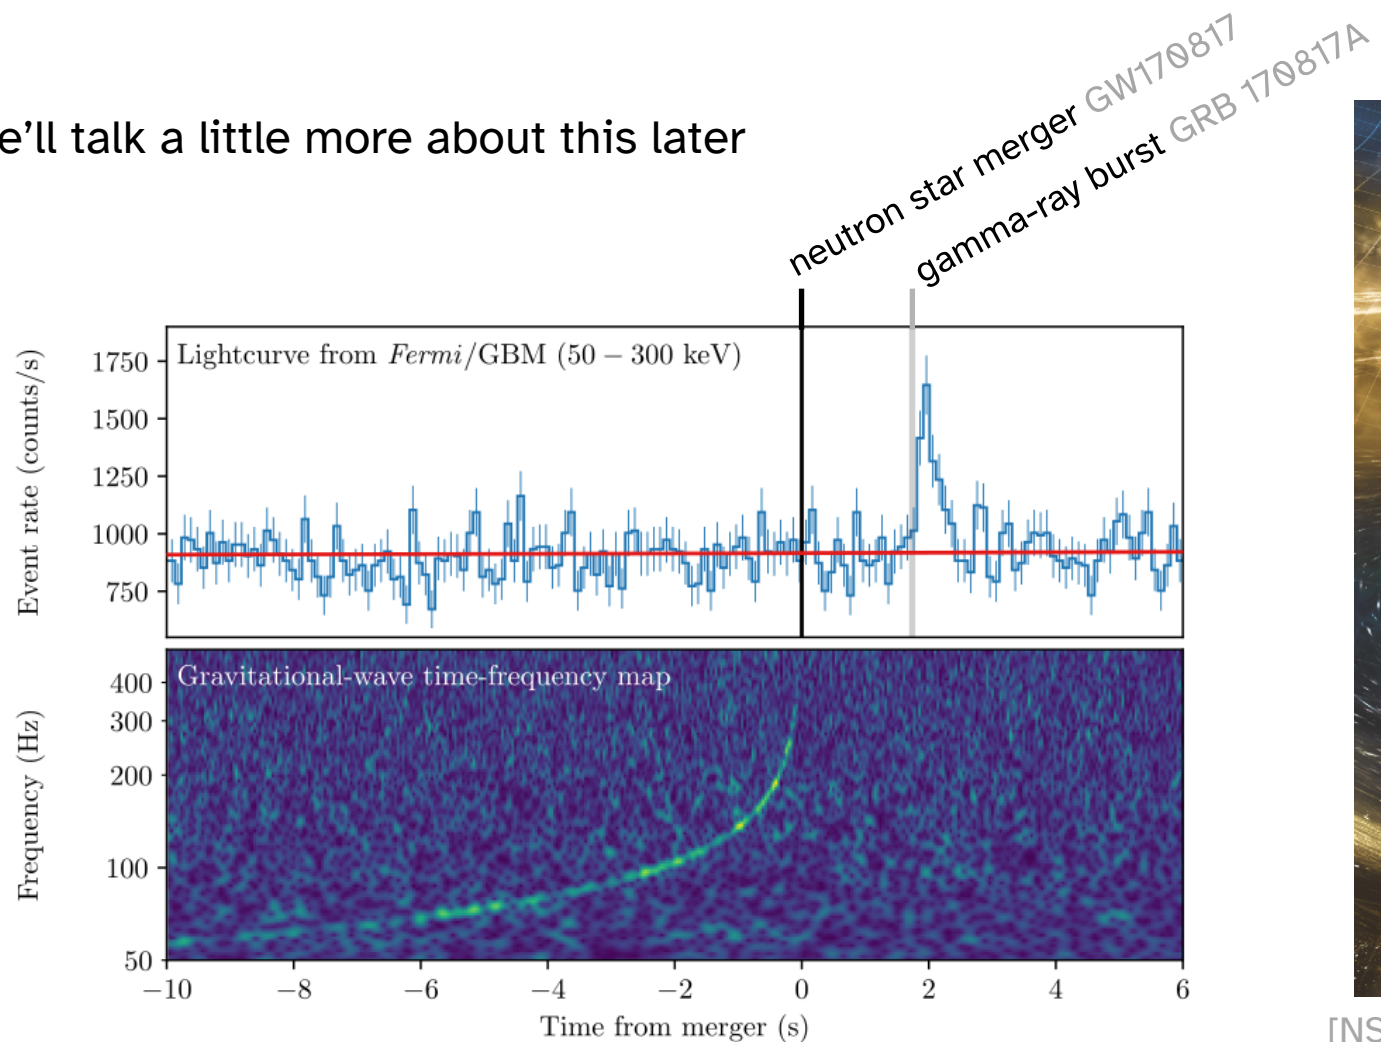 neutron star merger GW170817
gamma-ray burst GRB 170817A
e’ll talk a little more about this later
Lightcurve from Fermi/GBM (50 – 300 keV)
Event rate (counts/s)
1750
1500
1250
1000
750
Gravitational-wave time-frequency map
Frequency (Hz)
400
300
200
100
50
−10 −8 −6 −4 −2 0 2 4 6
Time from merger (s)
[NS